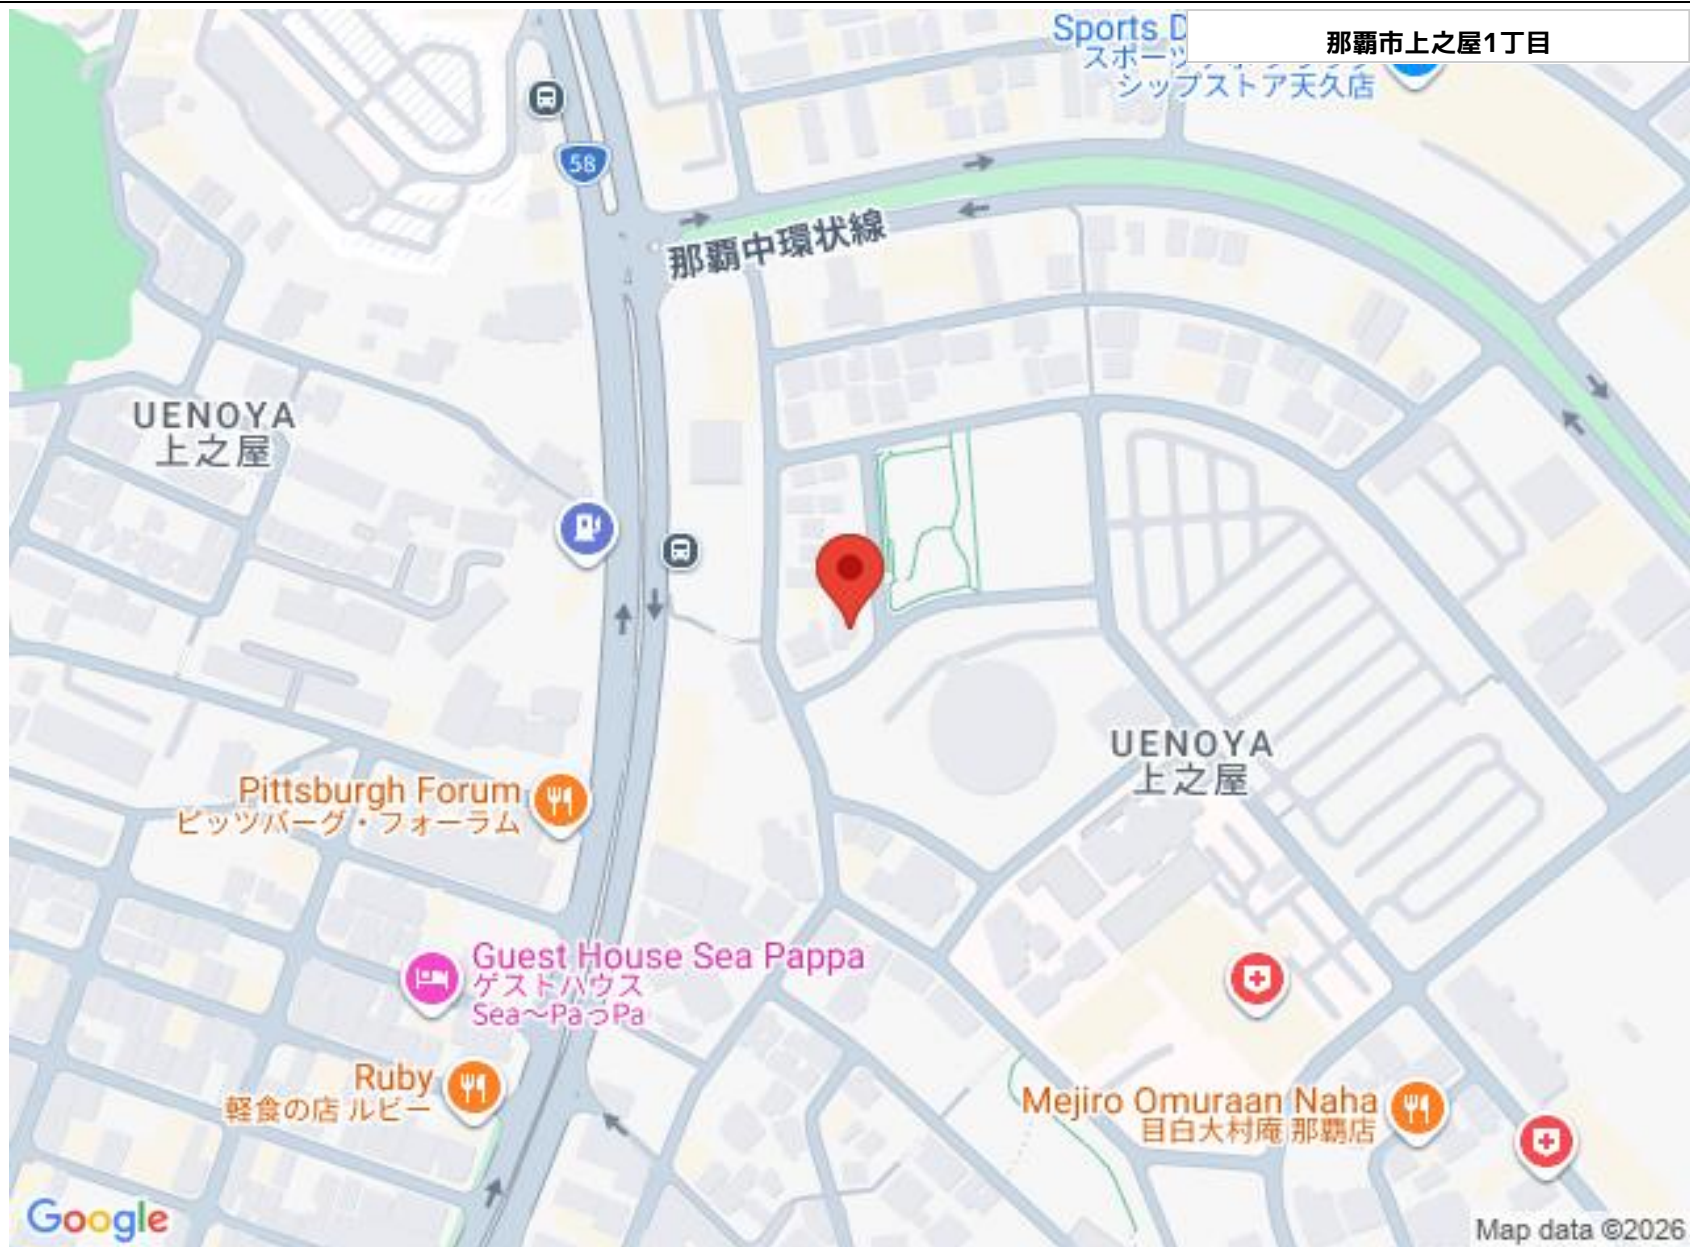 Sports D
那覇市上之屋1丁目
シップストア天久店
58
那覇中環状線
UENOYA
上之屋
UENOYA
上之屋
Pittsburgh Forum
ピッツバーグ・フォーラム
Guest House Sea Pappa
ゲストハウス
Sea～PaっPa
Ruby
軽食の店 ルビー
Mejiro Omuraan Naha
目白大村庵 那覇店
Google
Map data ©2026